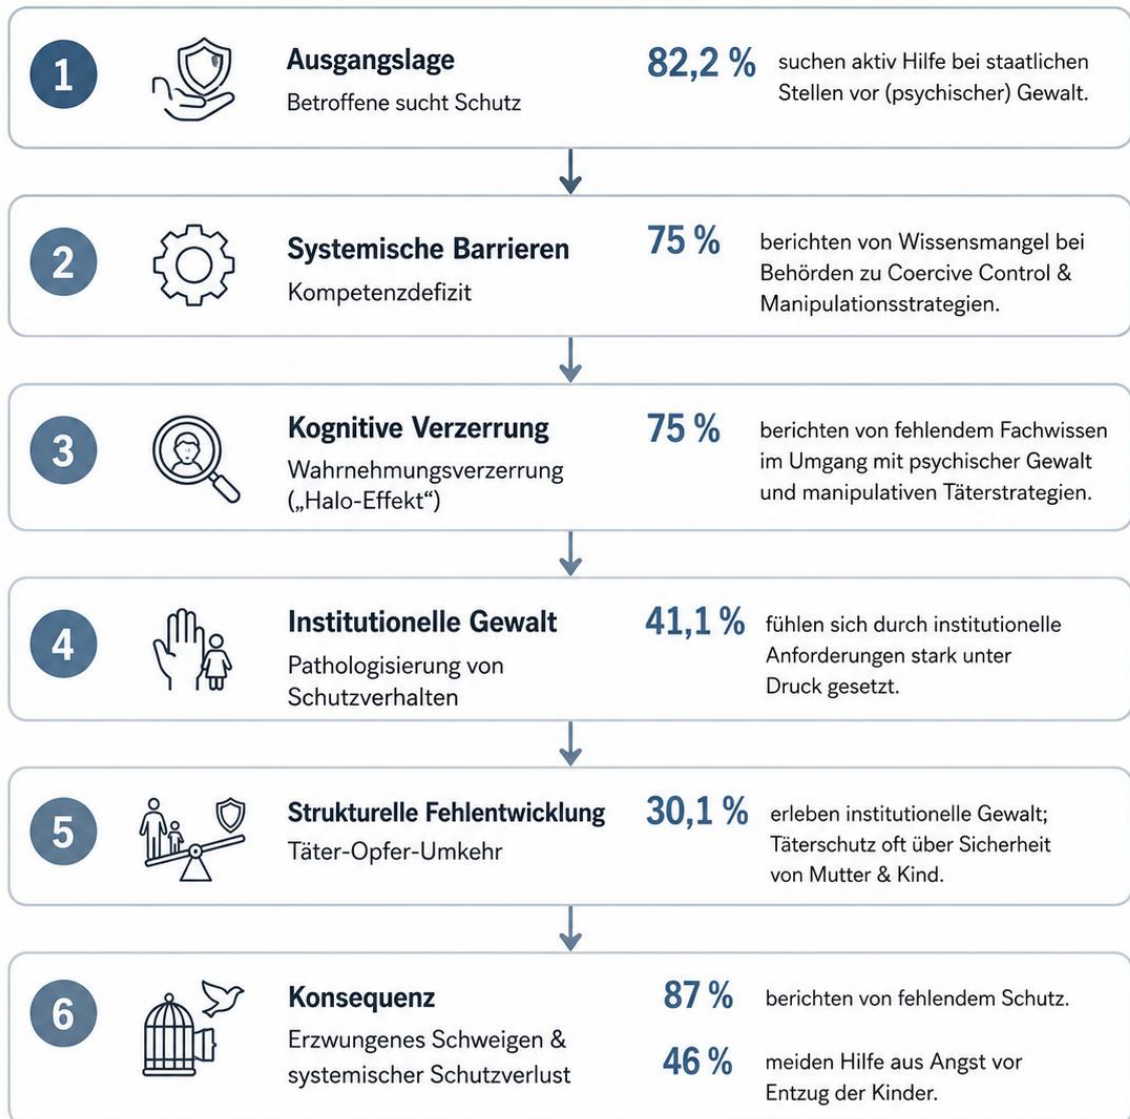 1
Ausgangslage
Betroffene sucht Schutz
82,2 %
suchen aktiv Hilfe bei staatlichen
Stellen vor (psychischer) Gewalt.
2
Systemische Barrieren
Kompetenzdefizit
75 %
berichten von Wissensmangel bei
Behörden zu Coercive Control &
Manipulationsstrategien.
3
Kognitive Verzerrung
Wahrnehmungsverzerrung
(„Halo-Effekt“)
75 %
berichten von fehlendem Fachwissen
im Umgang mit psychischer Gewalt
und manipulativen Täterstrategien.
4
Institutionelle Gewalt
Pathologisierung von
Schutzverhalten
41,1 %
fühlen sich durch institutionelle
Anforderungen stark unter
Druck gesetzt.
5
Strukturelle Fehlentwicklung
Täter-Opfer-Umkehr
30,1 %
erleben institutionelle Gewalt;
Täterschutz oft über Sicherheit
von Mutter & Kind.
6
Konsequenz
Erzwungenes Schweigen &
systemischer Schutzverlust
87 %
berichten von fehlendem Schutz.
46 %
meiden Hilfe aus Angst vor
Entzug der Kinder.